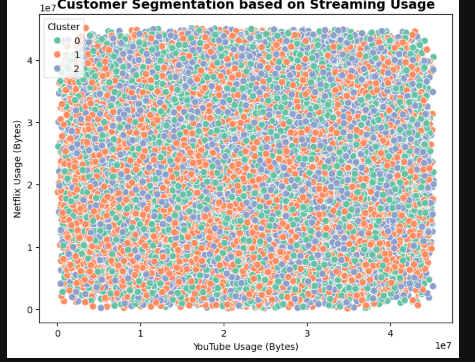 Customer Segmentation based on Streaming Usage
1e7
Cluster
0
1
2
4
3
2
1
0
Netflix Usage (Bytes)
0
1
2
3
4
1e7
YouTube Usage (Bytes)